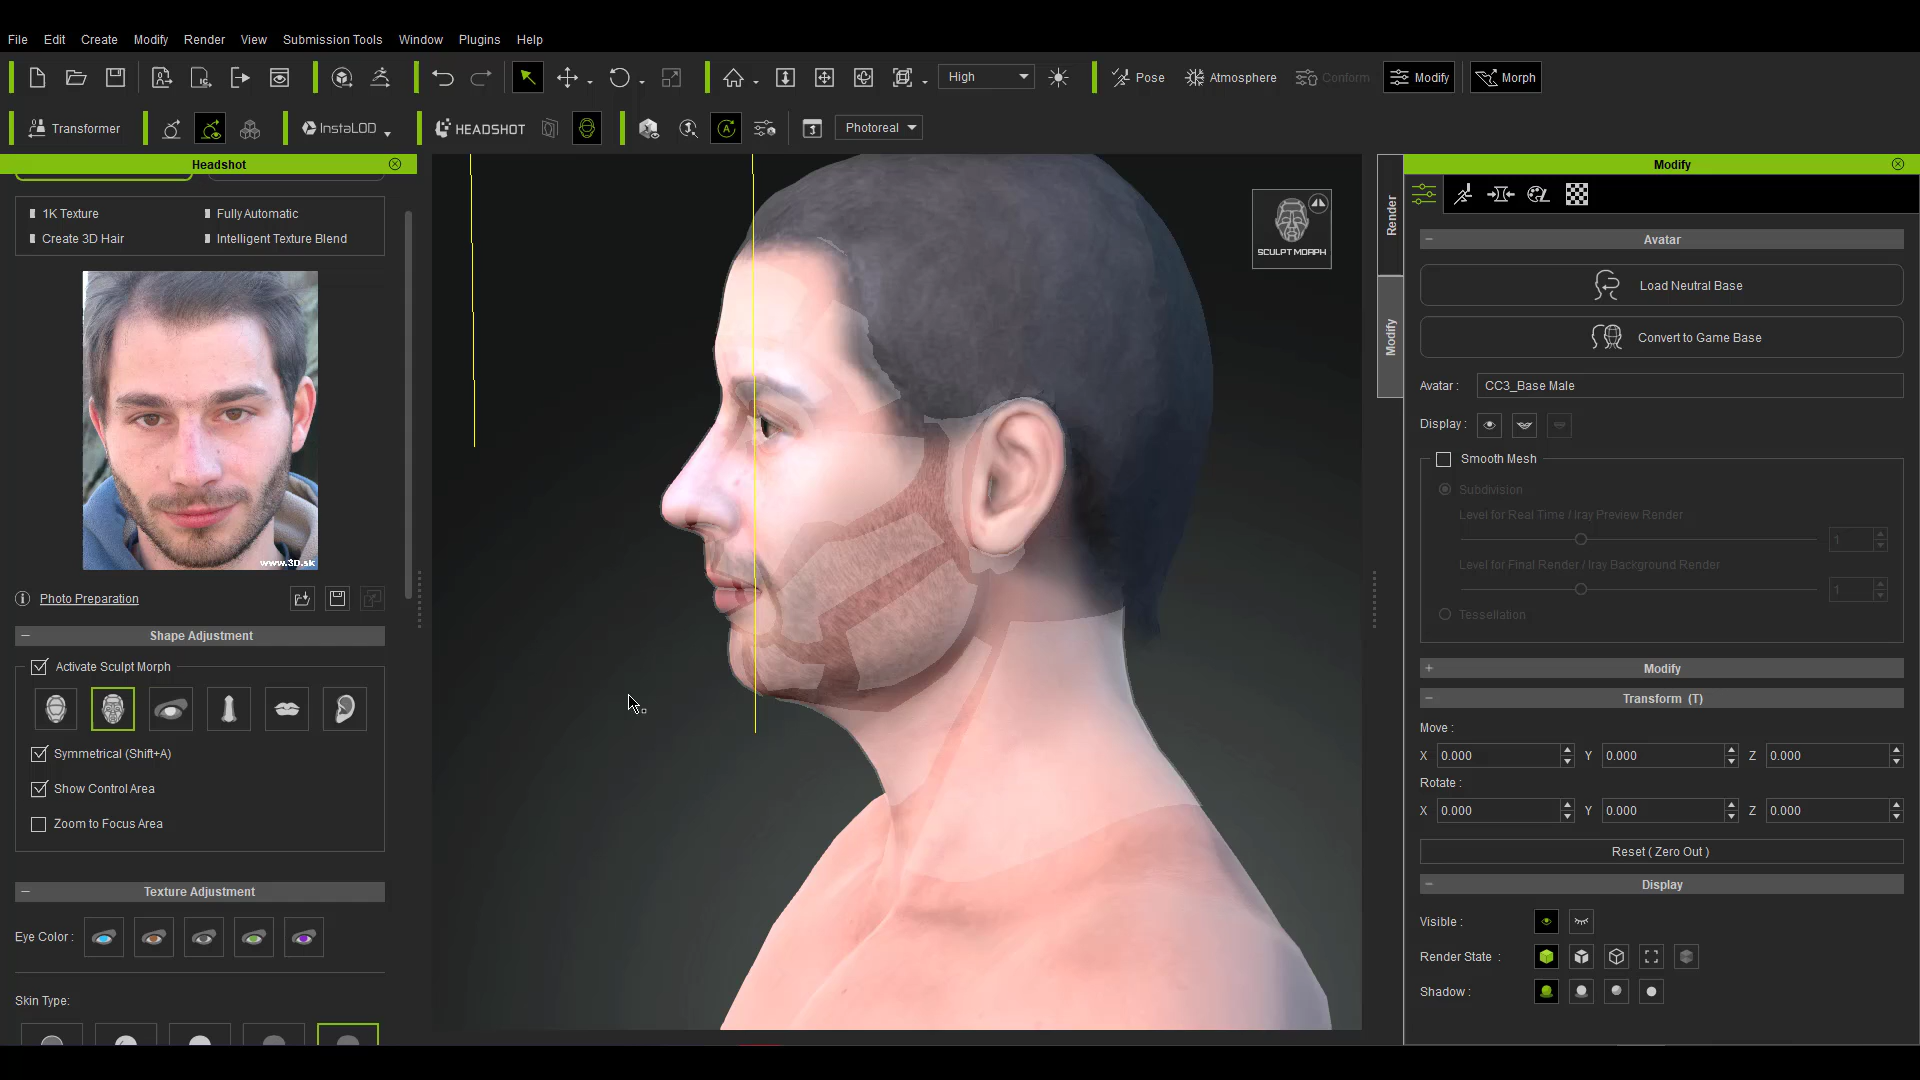 File Edit Create Modify Render View Submission Tools Window Plugins Help
High Pose Atmosphere Conform Modify Morph
Transformer InstaLOD HEADSHOT Photoreal
Headshot
1K Texture Fully Automatic
Create 3D Hair Intelligent Texture Blend
www.3D.sk
Photo Preparation
Shape Adjustment
Activate Sculpt Morph
Symmetrical (Shift+A)
Show Control Area
Zoom to Focus Area
Texture Adjustment
Eye Color :
Skin Type:
SCULPT MORPH
Render
Modify
Modify
Avatar
Load Neutral Base
Convert to Game Base
Avatar : CC3_Base Male
Display :
Smooth Mesh
Subdivision
Level for Real Time / Iray Preview Render
1
Level for Final Render / Iray Background Render
1
Tessellation
Modify
Transform (T)
Move :
X 0.000 Y 0.000 Z 0.000
Rotate :
X 0.000 Y 0.000 Z 0.000
Reset ( Zero Out )
Display
Visible :
Render State :
Shadow :